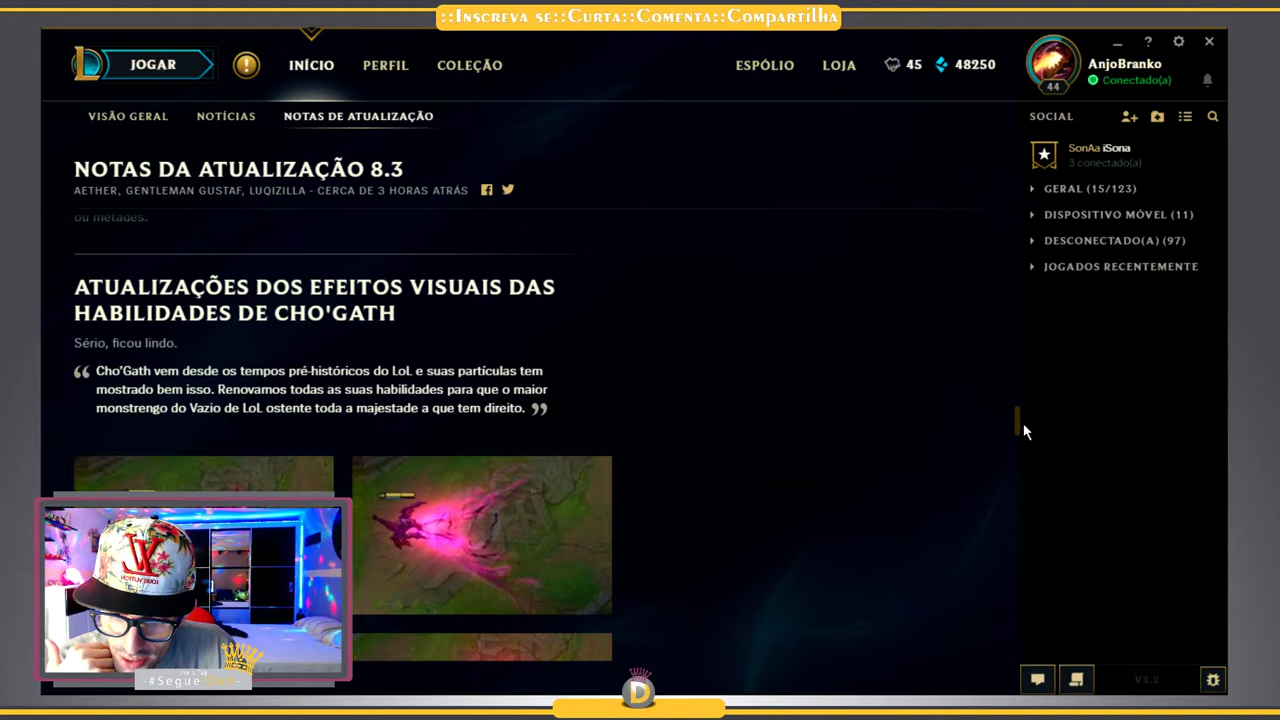 ::Inscreva se::Curta::Comenta::Compartilha
JOGAR
INÍCIO
PERFIL
COLEÇÃO
ESPÓLIO
LOJA
45
48250
AnjoBranko
Conectado(a)
44
VISÃO GERAL
NOTÍCIAS
NOTAS DE ATUALIZAÇÃO
SOCIAL
NOTAS DA ATUALIZAÇÃO 8.3
AETHER, GENTLEMAN GUSTAF, LUQIZILLA - CERCA DE 3 HORAS ATRÁS
ou metades.
SonAa iSona
3 conectado(a)
GERAL (15/123)
DISPOSITIVO MÓVEL (11)
DESCONECTADO(A) (97)
JOGADOS RECENTEMENTE
ATUALIZAÇÕES DOS EFEITOS VISUAIS DAS
HABILIDADES DE CHO'GATH
Sério, ficou lindo.
“ Cho'Gath vem desde os tempos pré-históricos do LoL e suas partículas tem
mostrado bem isso. Renovamos todas as suas habilidades para que o maior
monstrengo do Vazio de LoL ostente toda a majestade a que tem direito. ”
D
V8.2